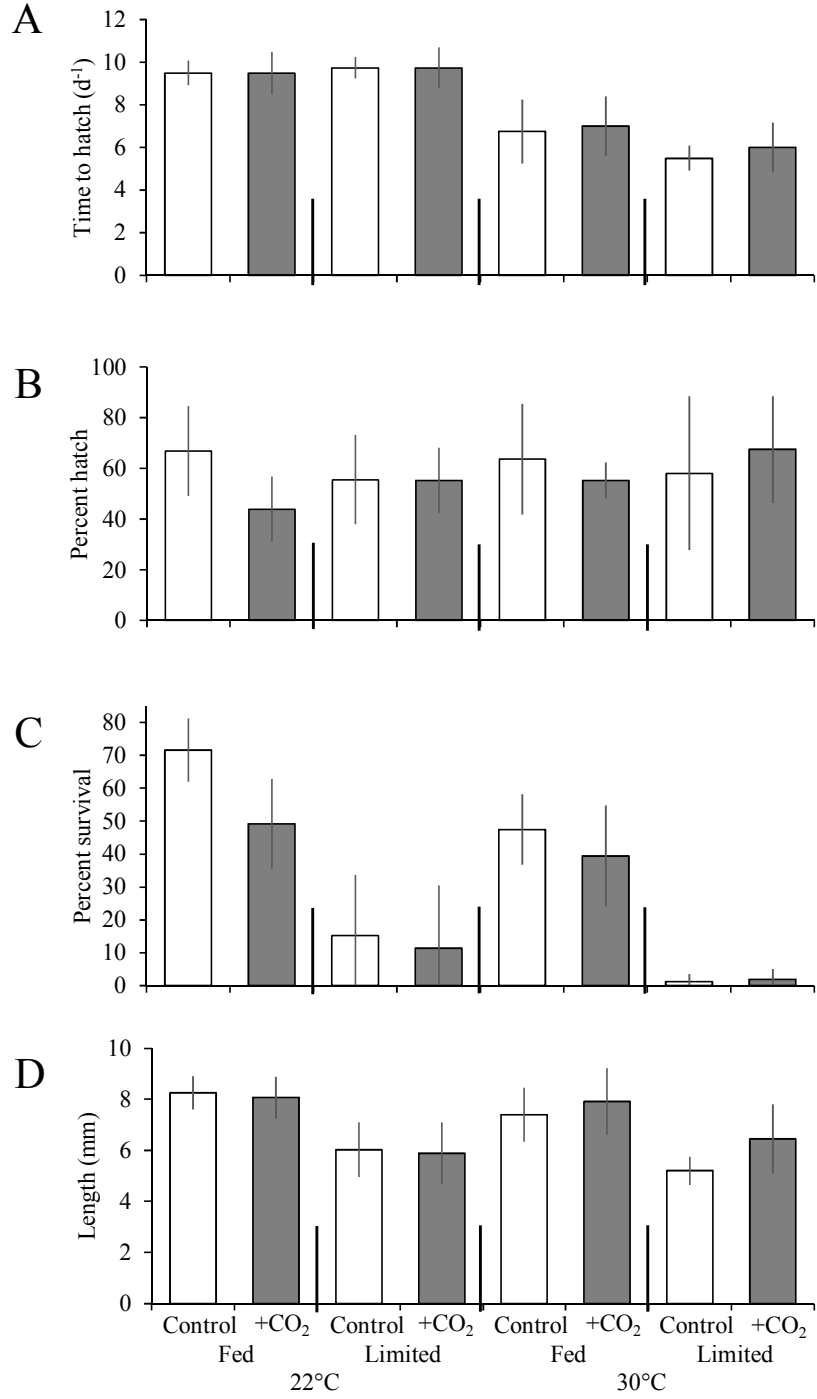 A
Time to hatch (d⁻¹)
12
10
8
6
4
2
0
B
Percent hatch
100
80
60
40
20
0
C
Percent survival
80
70
60
50
40
30
20
10
0
D
Length (mm)
10
8
6
4
2
0
Control +CO₂ Control +CO₂ Control +CO₂ Control +CO₂
Fed Limited Fed Limited
22°C 30°C